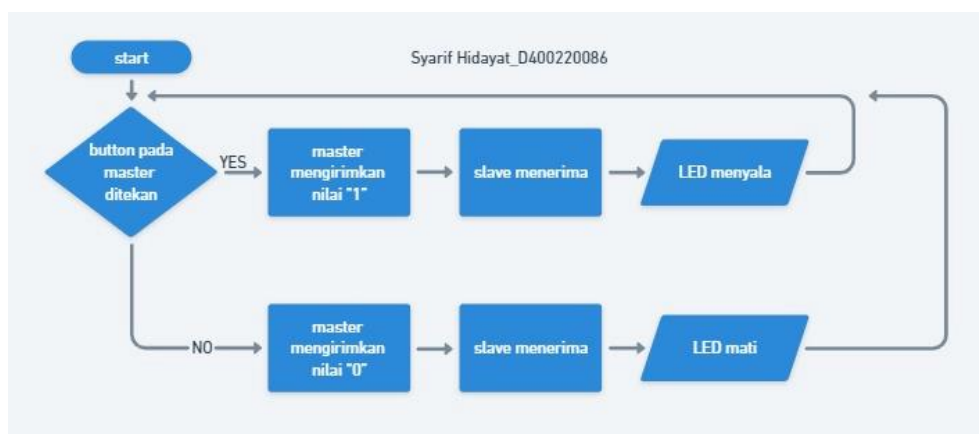 start
Syarif Hidayat_D400220086
button pada
master
ditekan
YES
master
mengirimkan
nilai "1"
slave menerima
LED menyala
NO
master
mengirimkan
nilai "0"
slave menerima
LED mati